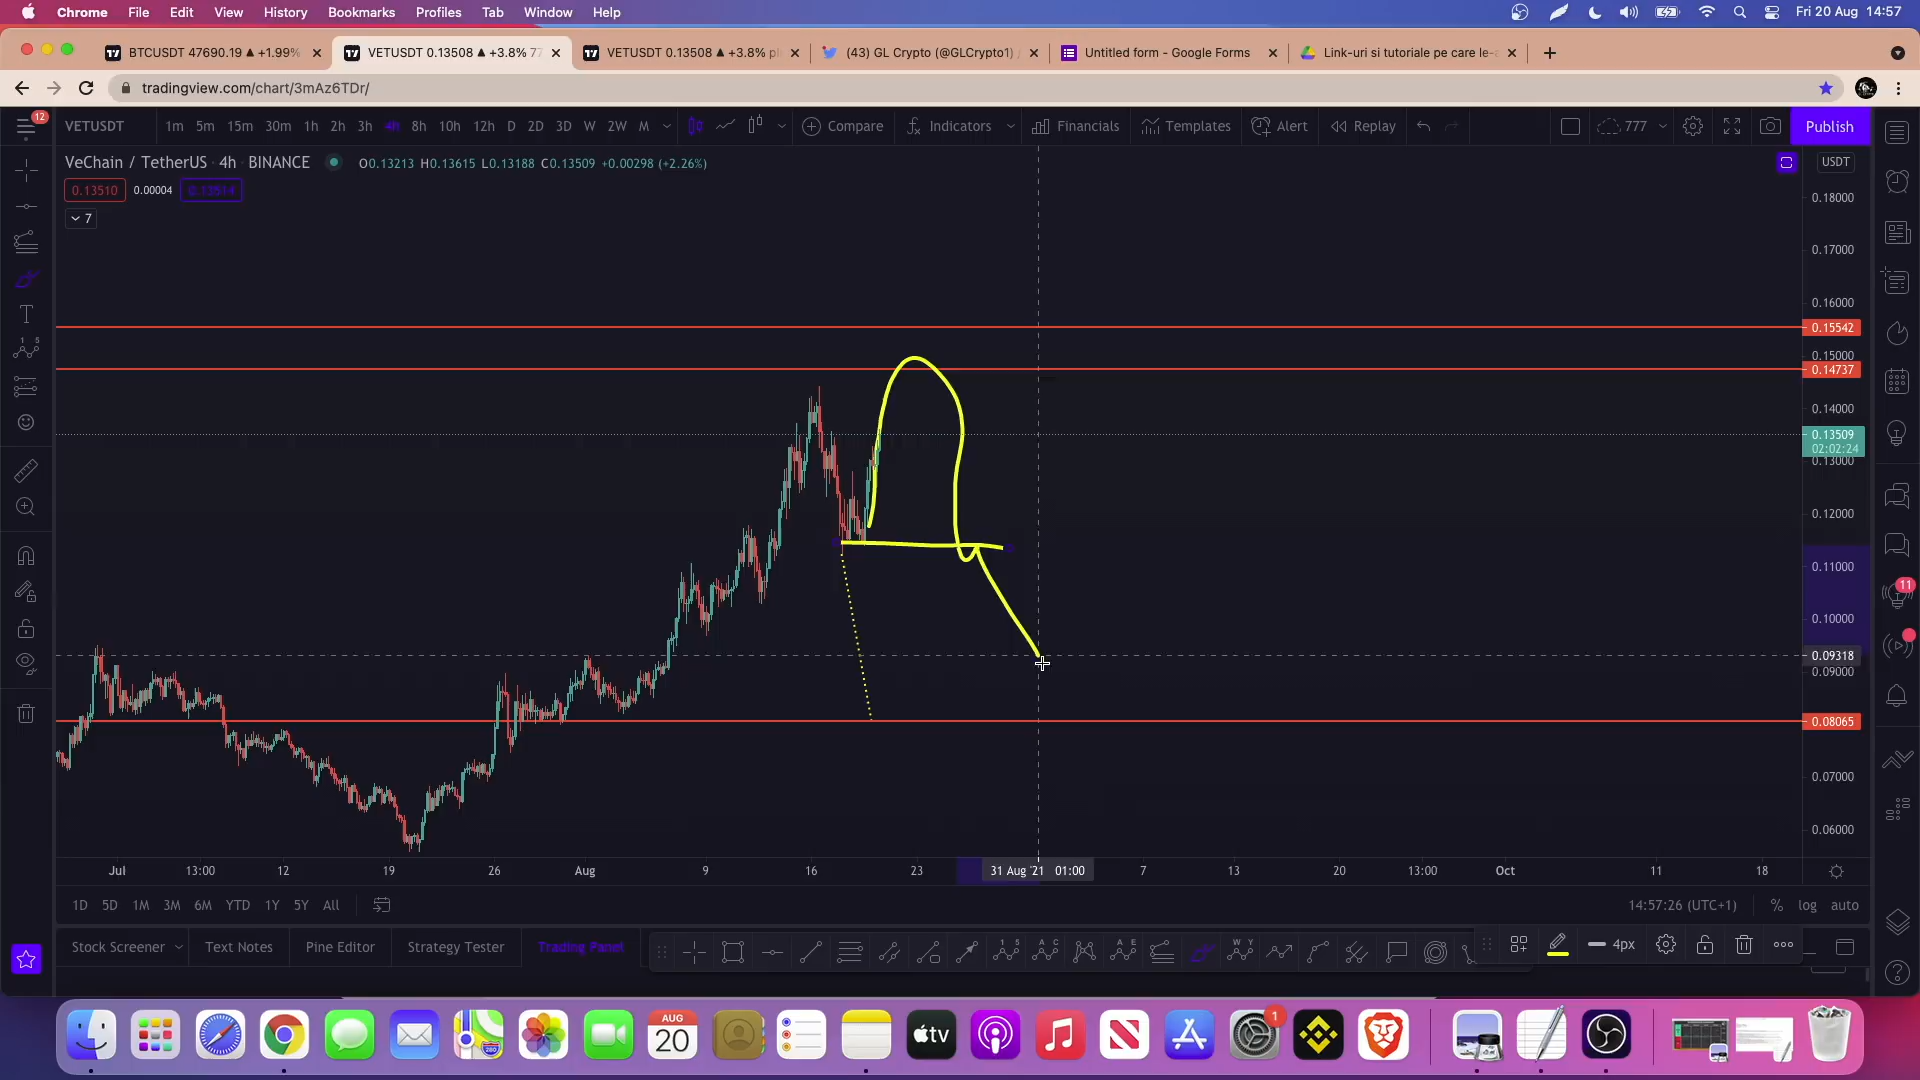 Chrome File Edit View History Bookmarks Profiles Tab Window Help Fri 20 Aug 14:57
BTCUSDT 47690.19 ▲ +1.99% VETUSDT 0.13508 ▲ +3.8% 77 VETUSDT 0.13508 ▲ +3.8% pl (43) GL Crypto (@GLCrypto1) / Untitled form - Google Forms Link-uri si tutoriale pe care le-a
tradingview.com/chart/3mAz6TDr/
12
VETUSDT 1m 5m 15m 30m 1h 2h 3h 4h 8h 10h 12h D 2D 3D W 2W M Compare Indicators Financials Templates Alert Replay 777 Publish
VeChain / TetherUS · 4h · BINANCE O0.13213 H0.13615 L0.13188 C0.13509 +0.00298 (+2.26%) USDT
0.13510 0.00004 0.13514
7
0.18000
0.17000
0.16000
0.15542
0.15000
0.14737
0.14000
0.13509
02:02:24
0.13000
0.12000
0.11000
0.10000
0.09318
0.09000
0.08065
0.07000
0.06000
11
Jul 13:00 12 19 26 Aug 9 16 23 31 Aug '21 01:00 7 13 20 13:00 Oct 11 18
1D 5D 1M 3M 6M YTD 1Y 5Y All 14:57:26 (UTC+1) % log auto
Stock Screener Text Notes Pine Editor Strategy Tester Trading Panel 4px
AUG
20
tv
1